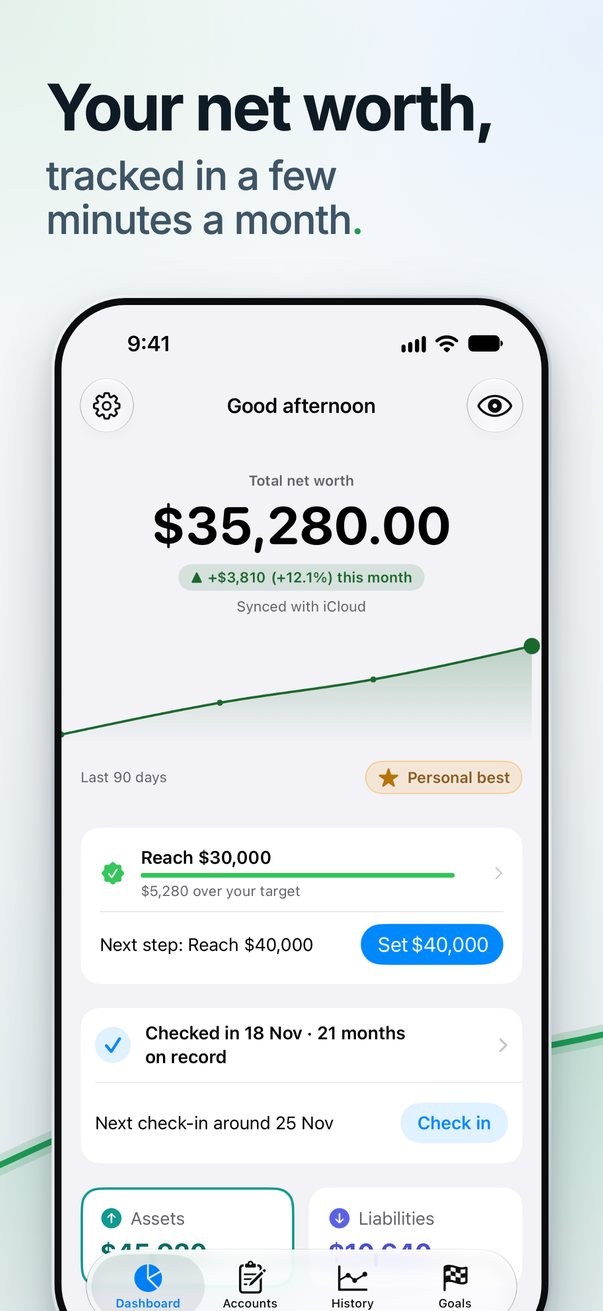 Your net worth,
tracked in a few
minutes a month.
9:41
Good afternoon
Total net worth
$35,280.00
▲ +$3,810 (+12.1%) this month
Synced with iCloud
Last 90 days
Personal best
Reach $30,000
$5,280 over your target
Next step: Reach $40,000
Set $40,000
Checked in 18 Nov · 21 months
on record
Next check-in around 25 Nov
Check in
Assets
Liabilities
Dashboard
Accounts
History
Goals